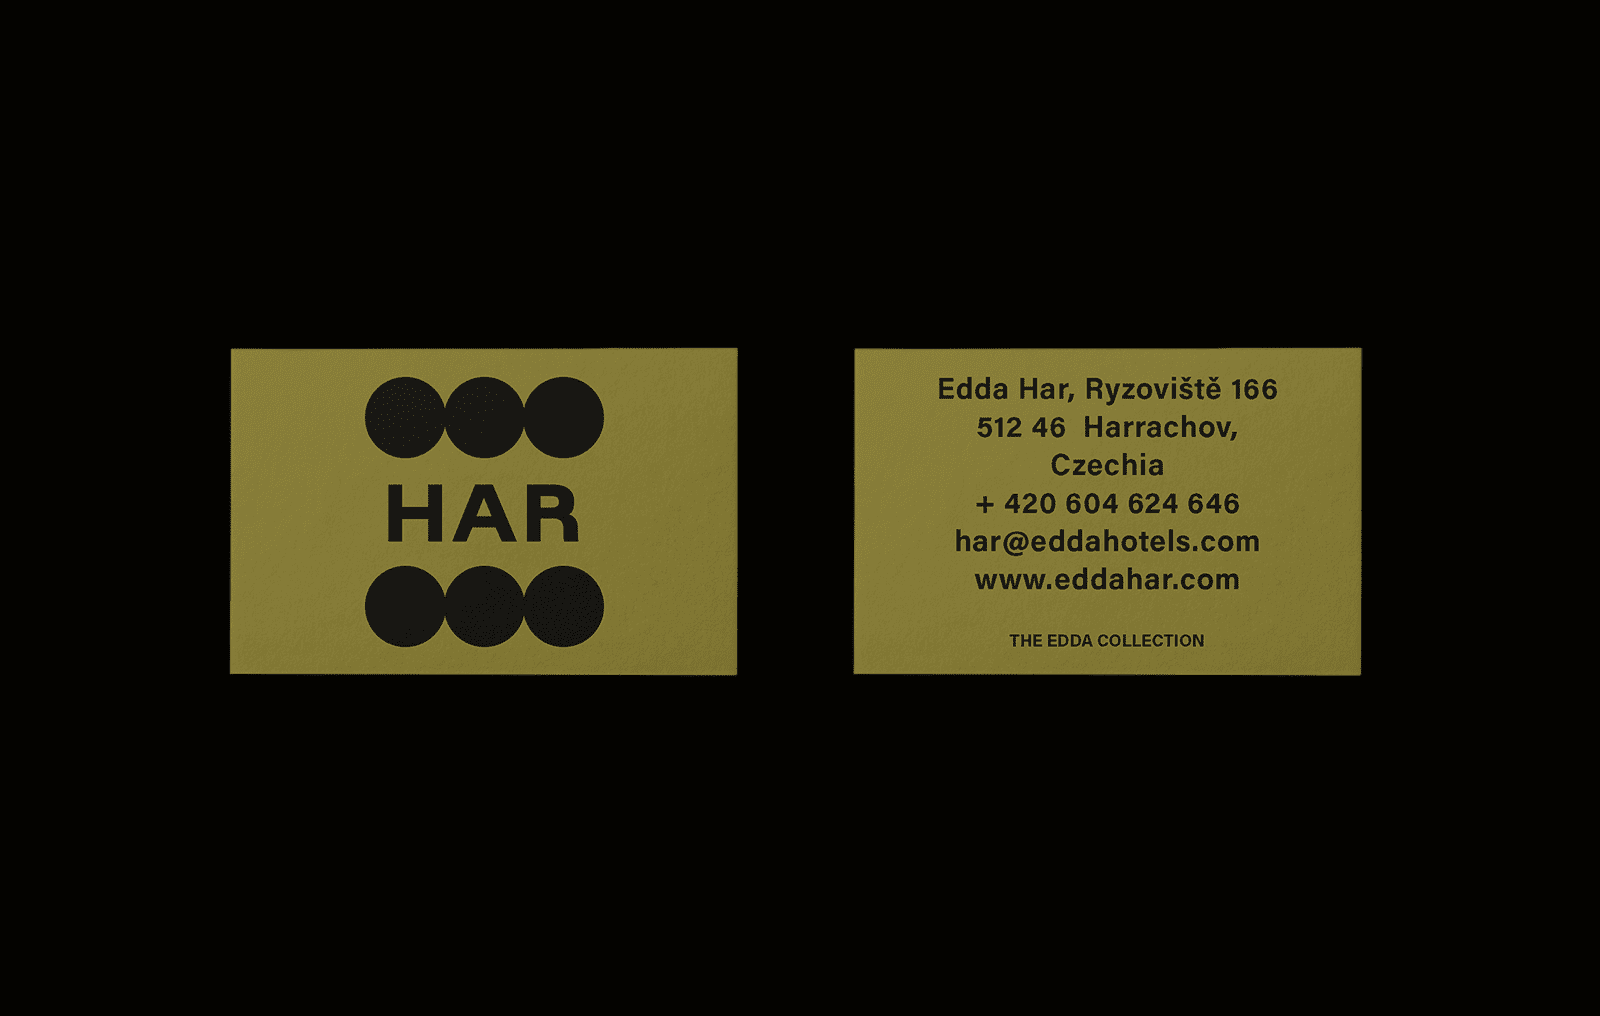 HAR
Edda Har, Ryzoviště 166
512 46  Harrachov,
Czechia
+ 420 604 624 646
har@eddahotels.com
www.eddahar.com
THE EDDA COLLECTION